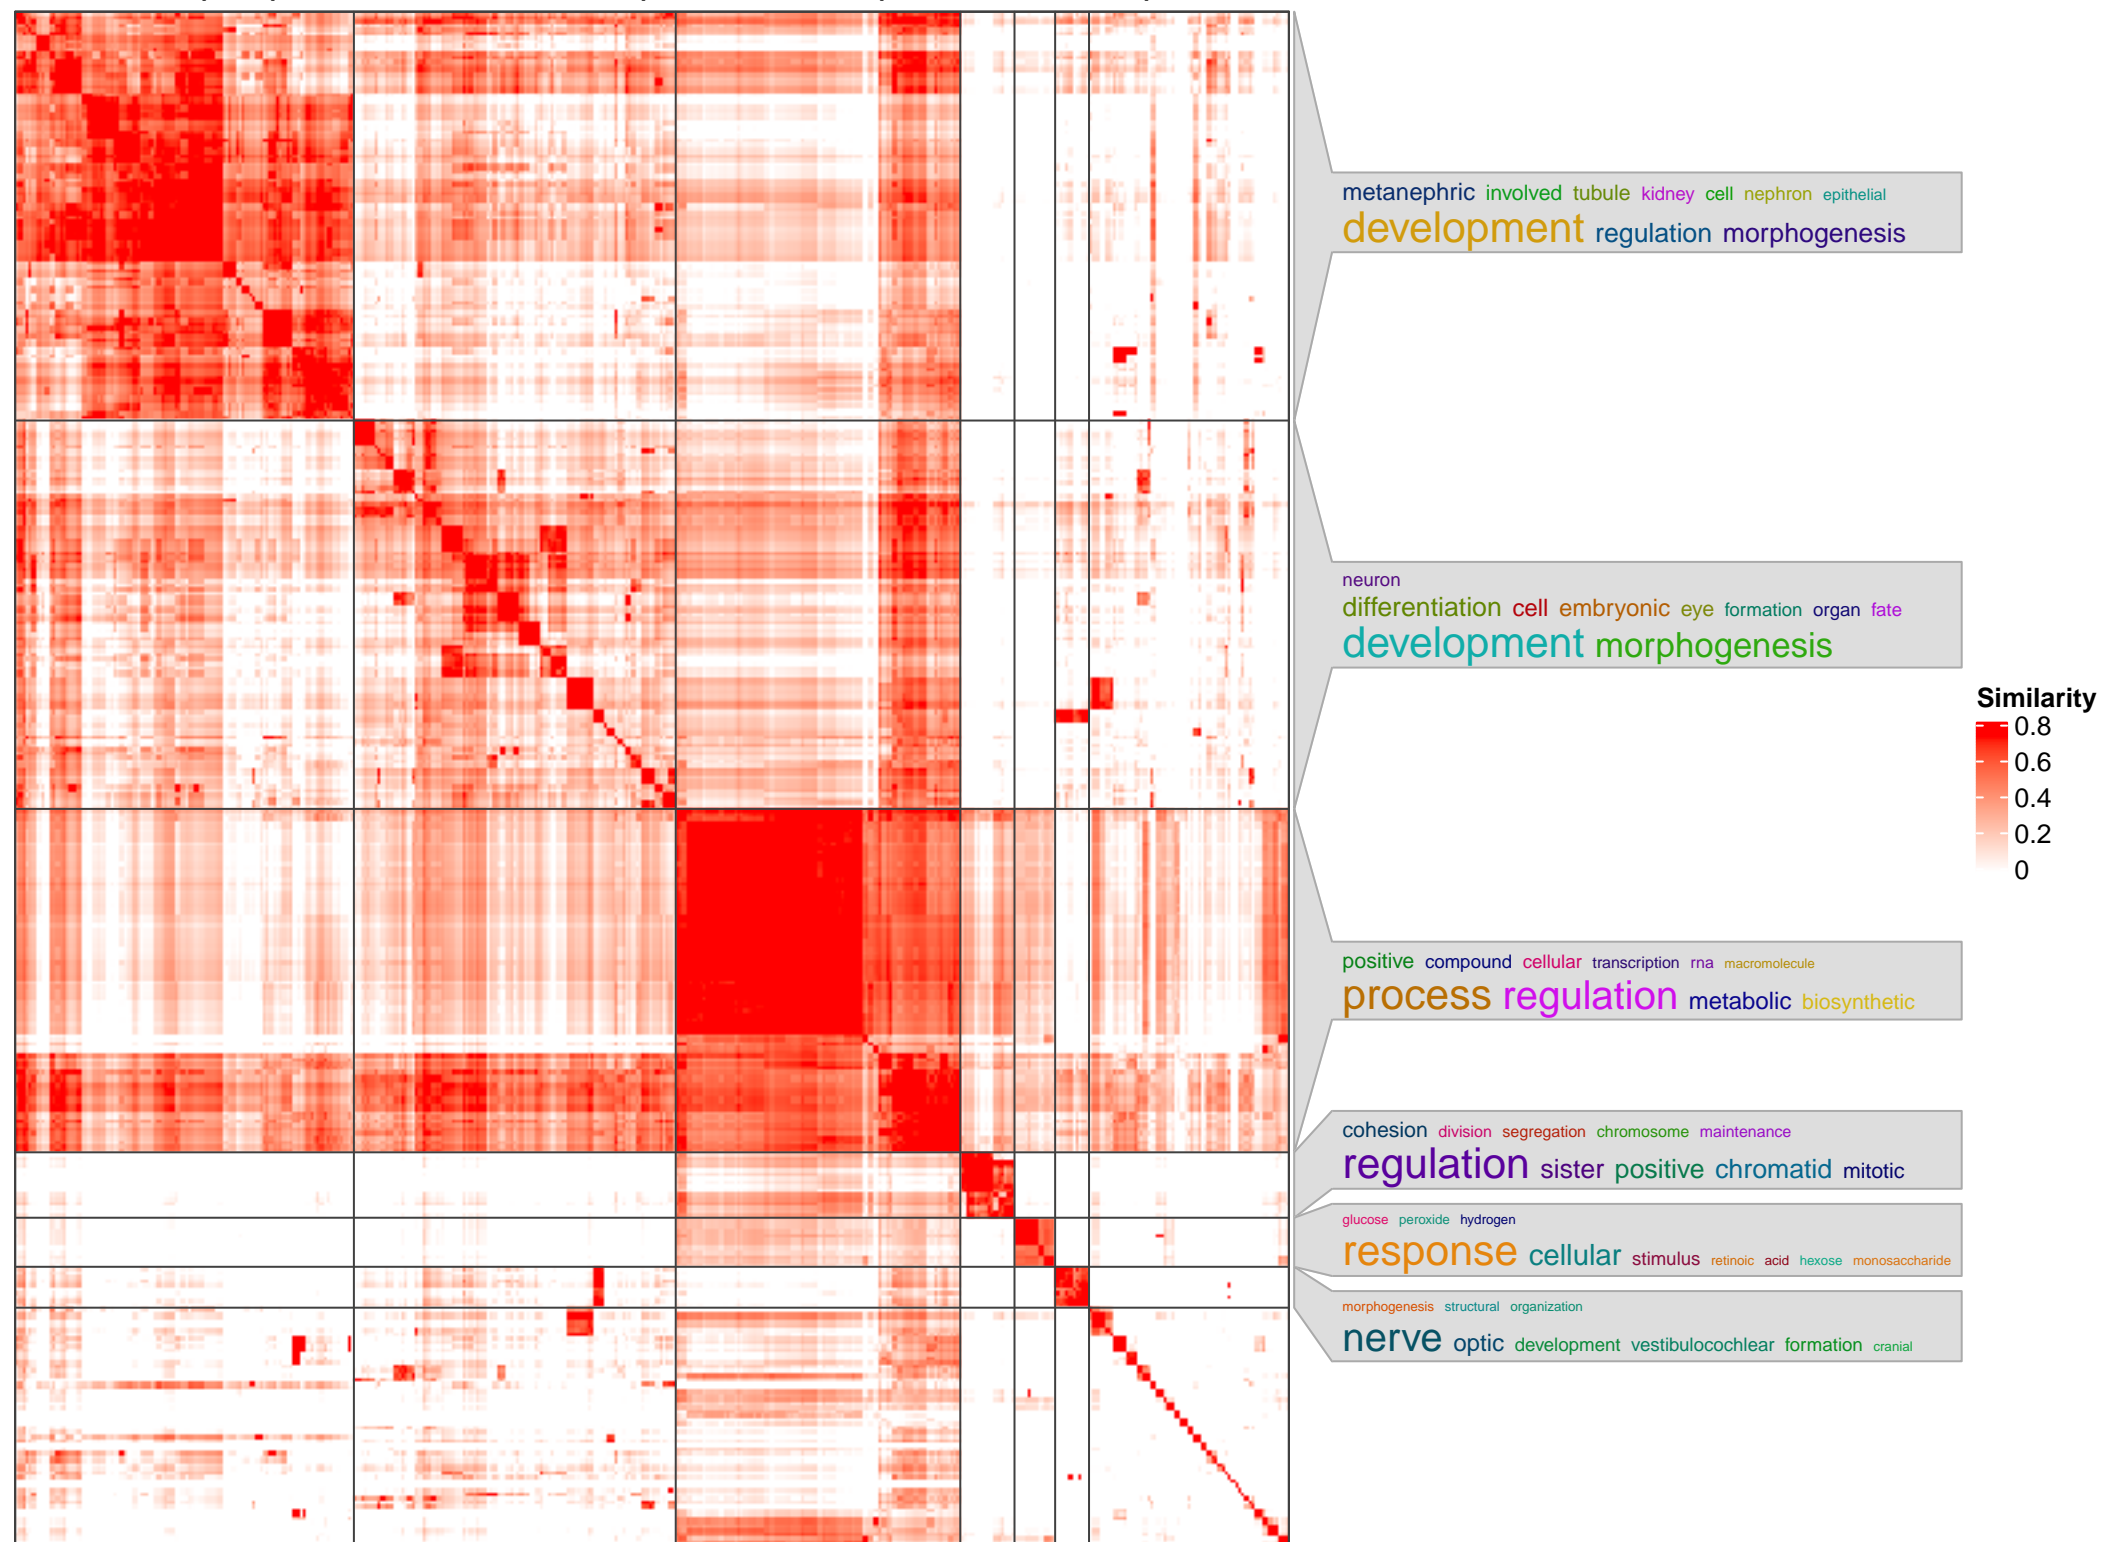 metanephric involved tubule kidney cell nephron epithelial
development regulation morphogenesis
neuron
differentiation cell embryonic eye formation organ fate
development morphogenesis
Similarity
0.8
0.6
0.4
0.2
0
positive compound cellular transcription rna macromolecule
process regulation metabolic biosynthetic
cohesion division segregation chromosome maintenance
regulation sister positive chromatid mitotic
glucose peroxide hydrogen
response cellular stimulus retinoic acid hexose monosaccharide
morphogenesis structural organization
nerve optic development vestibulocochlear formation cranial